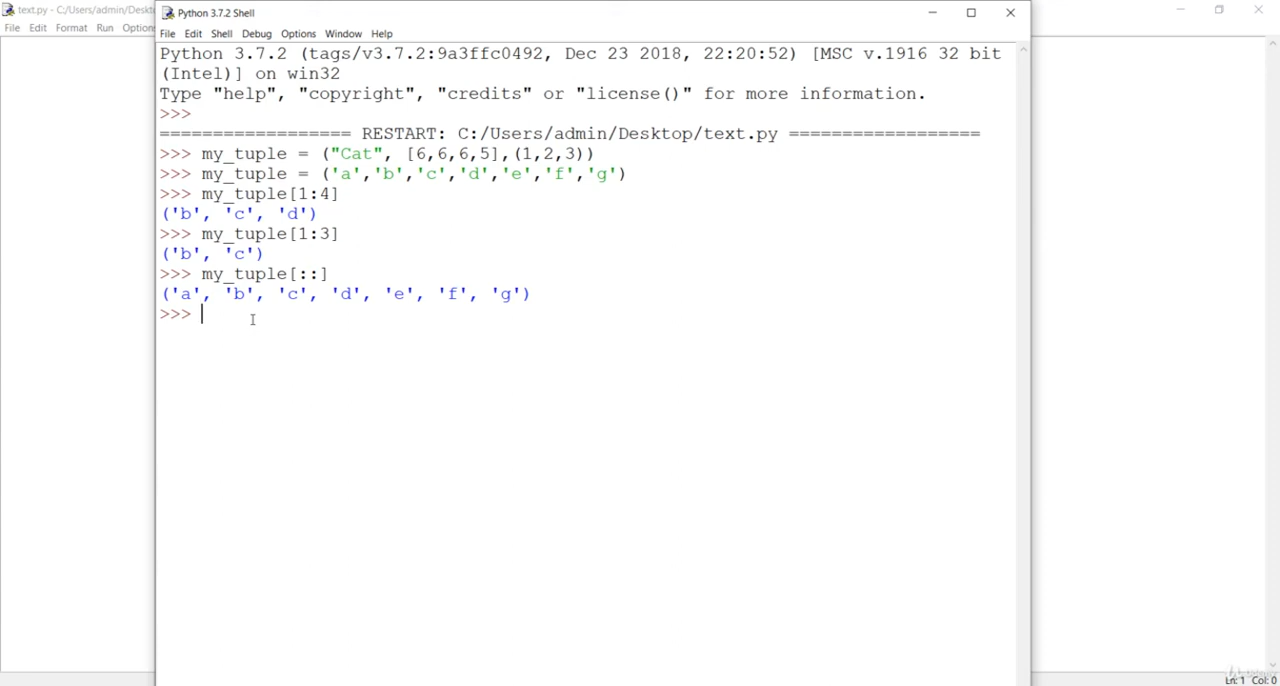 text.py - C:/Users/admin/Deskto
File Edit Format Run Options
Python 3.7.2 Shell
File Edit Shell Debug Options Window Help
Python 3.7.2 (tags/v3.7.2:9a3ffc0492, Dec 23 2018, 22:20:52) [MSC v.1916 32 bit
(Intel)] on win32
Type "help", "copyright", "credits" or "license()" for more information.
>>>
================== RESTART: C:/Users/admin/Desktop/text.py ==================
>>> my_tuple = ("Cat", [6,6,6,5],(1,2,3))
>>> my_tuple = ('a','b','c','d','e','f','g')
>>> my_tuple[1:4]
('b', 'c', 'd')
>>> my_tuple[1:3]
('b', 'c')
>>> my_tuple[::]
('a', 'b', 'c', 'd', 'e', 'f', 'g')
>>>
Ln: 1 Col: 0